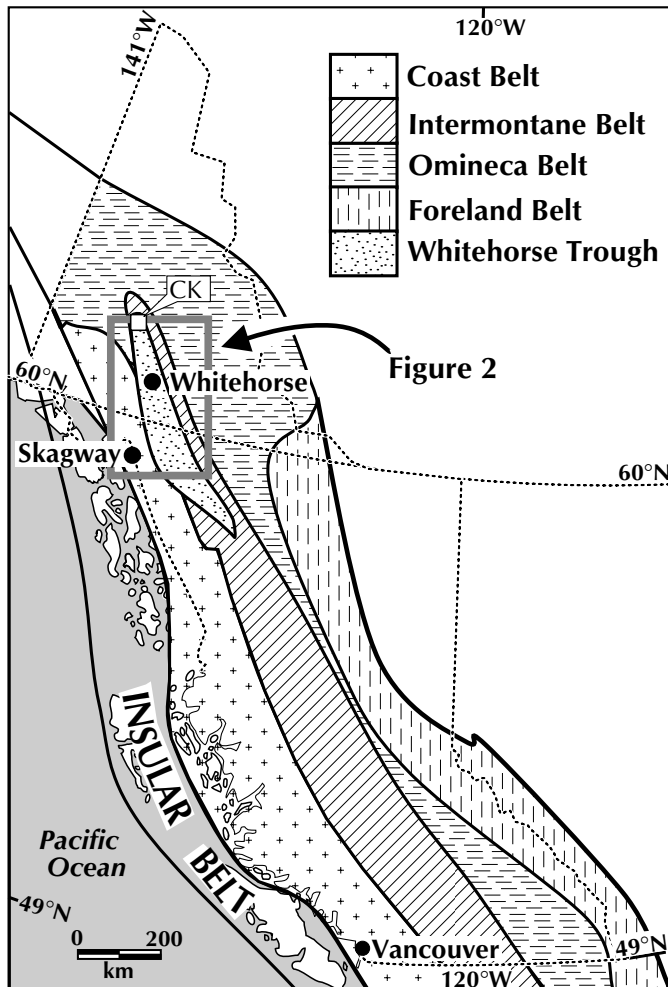 120°W
141°W
Coast Belt
Intermontane Belt
Omineca Belt
Foreland Belt
Whitehorse Trough
CK
Figure 2
60°N
Whitehorse
Skagway
60°N
INSULAR
BELT
Pacific
Ocean
49°N
0 200
km
Vancouver
49°N
120°W